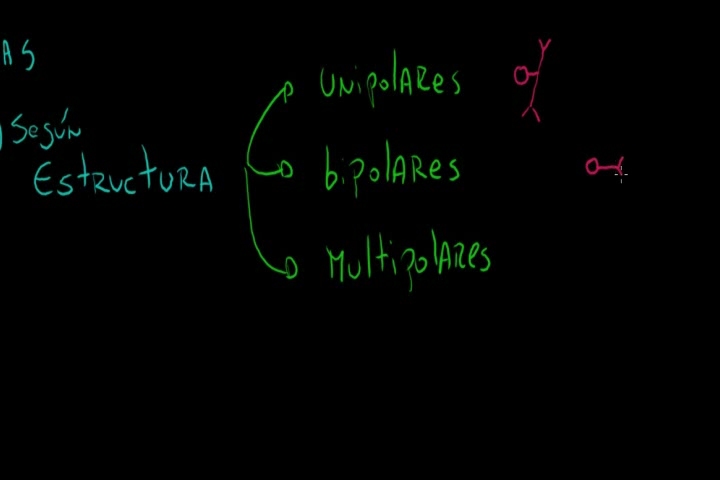 AS
) Según
Estructura
Unipolares
bipolares
Multipolares